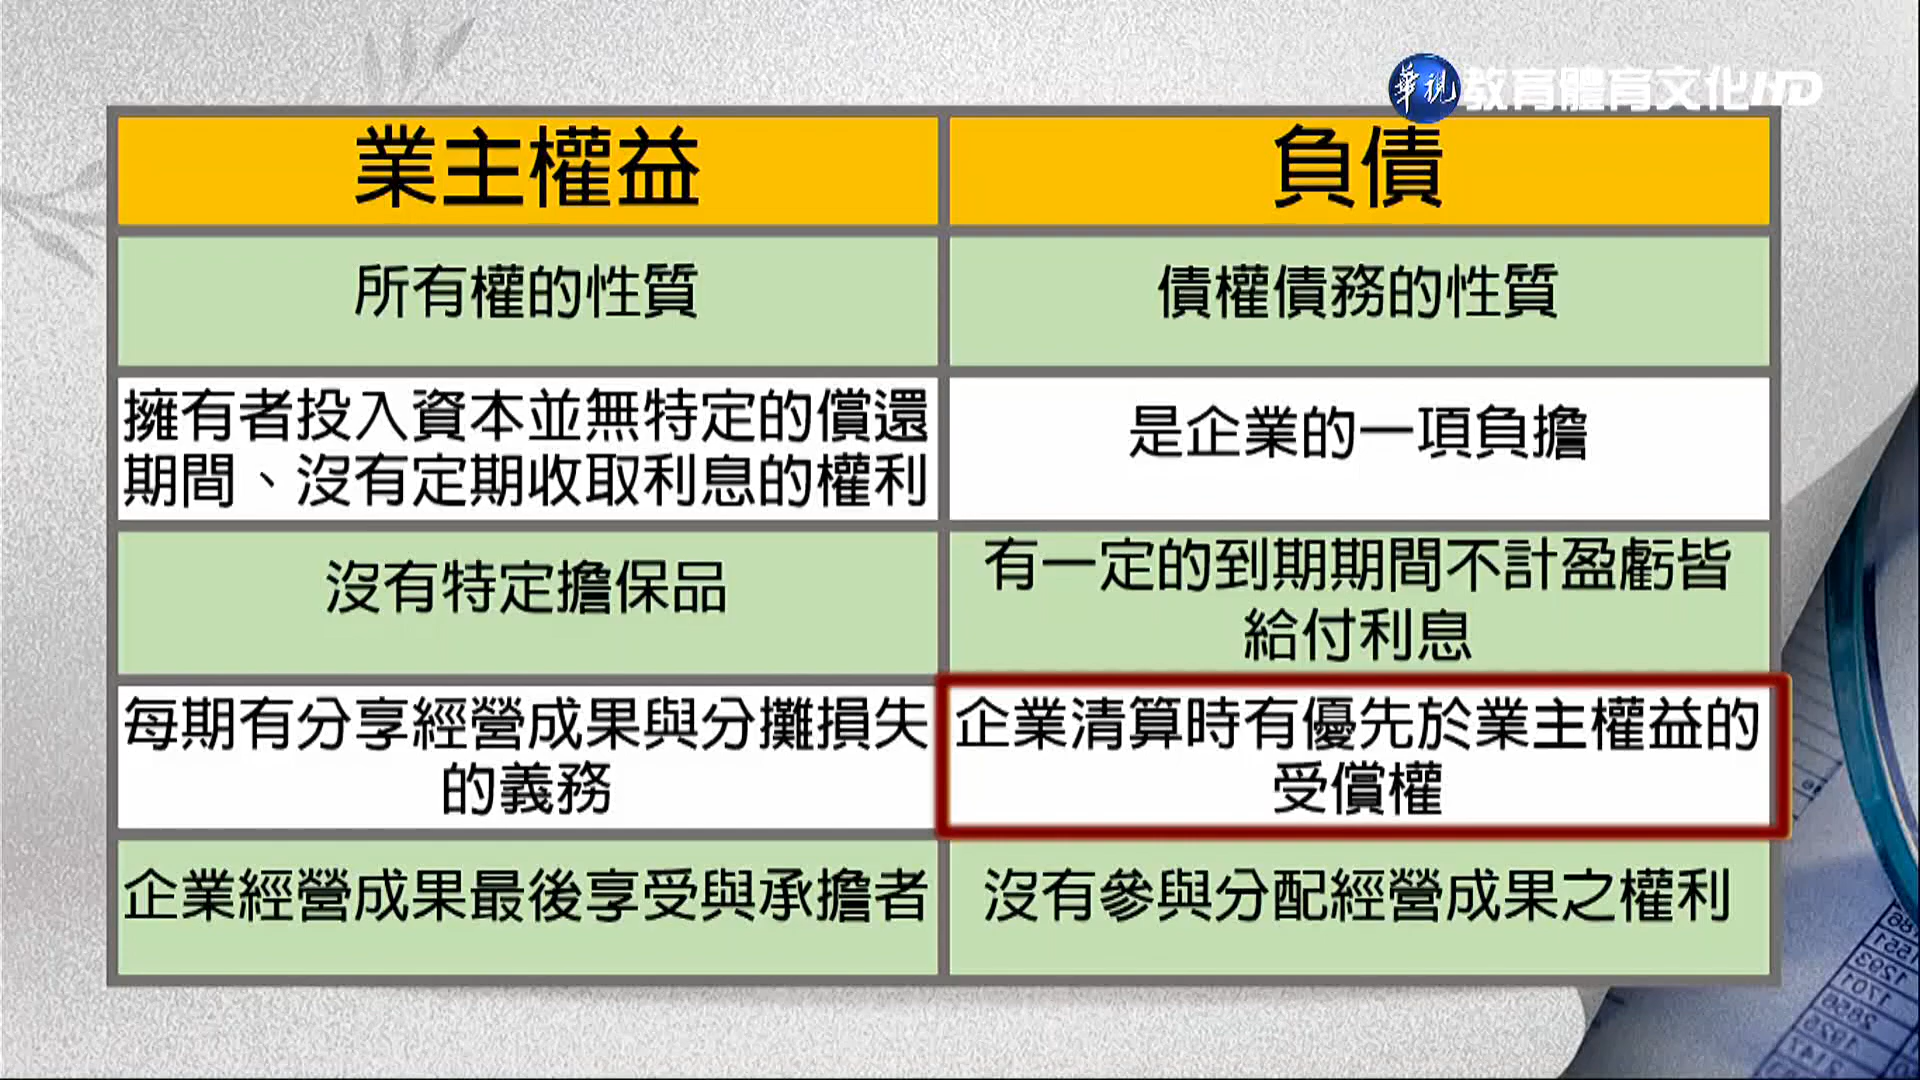 華視 教育體育文化HD
業主權益
負債
所有權的性質
債權債務的性質
擁有者投入資本並無特定的償還
期間、沒有定期收取利息的權利
是企業的一項負擔
沒有特定擔保品
有一定的到期期間不計盈虧皆
給付利息
每期有分享經營成果與分攤損失
的義務
企業清算時有優先於業主權益的
受償權
企業經營成果最後享受與承擔者
沒有參與分配經營成果之權利